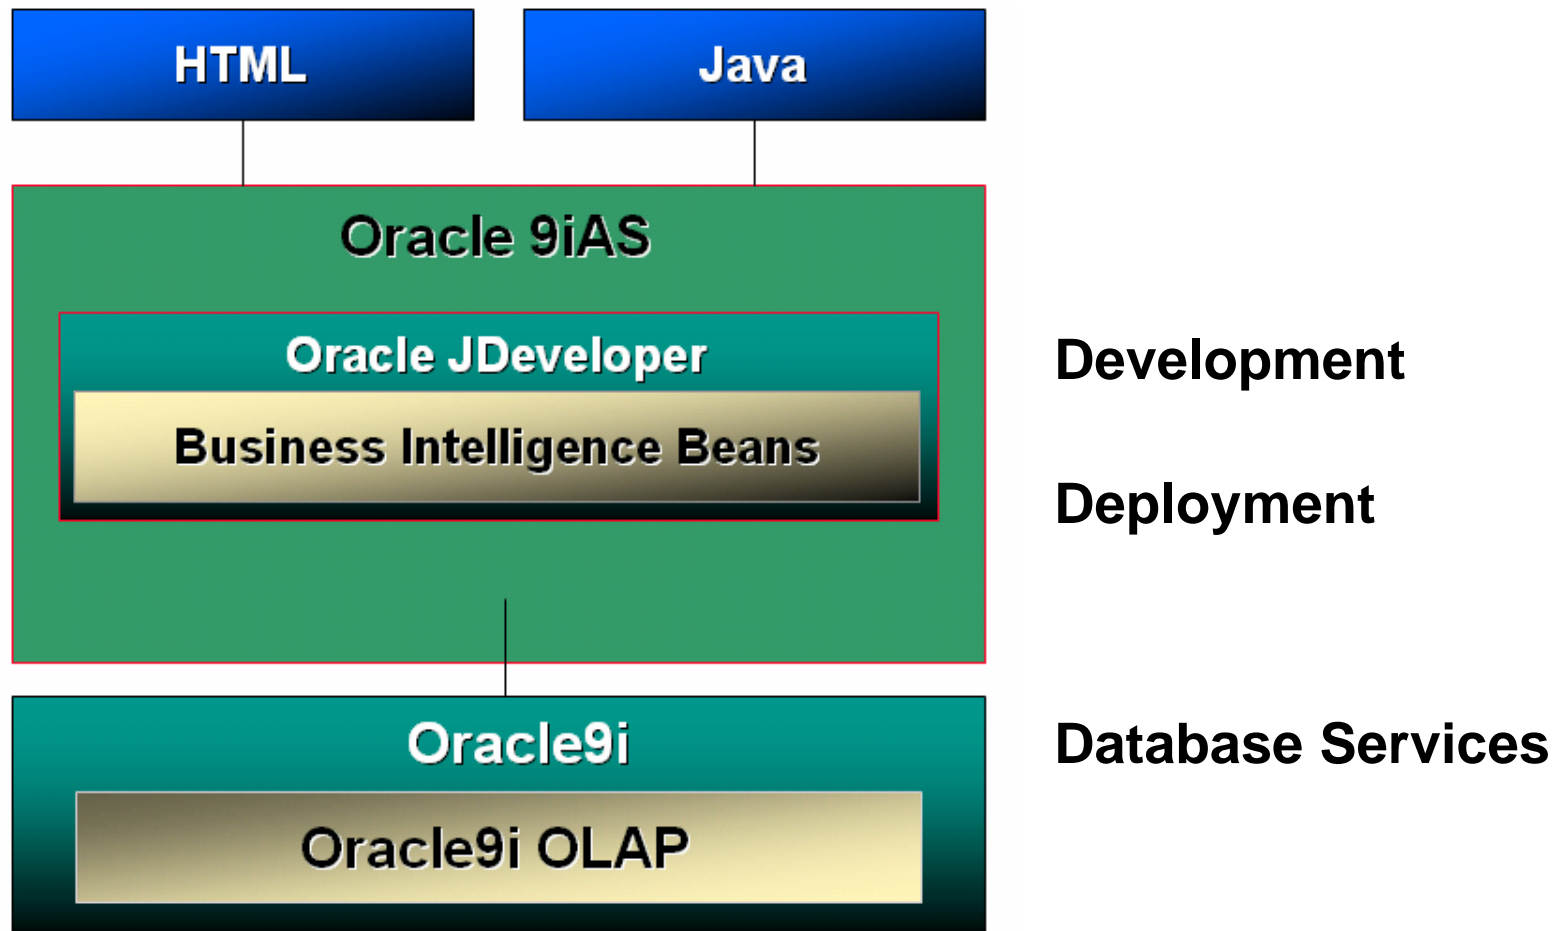 HTML
Java
Oracle 9iAS
Oracle JDeveloper
Development
Business Intelligence Beans
Deployment
Oracle9i
Database Services
Oracle9i OLAP